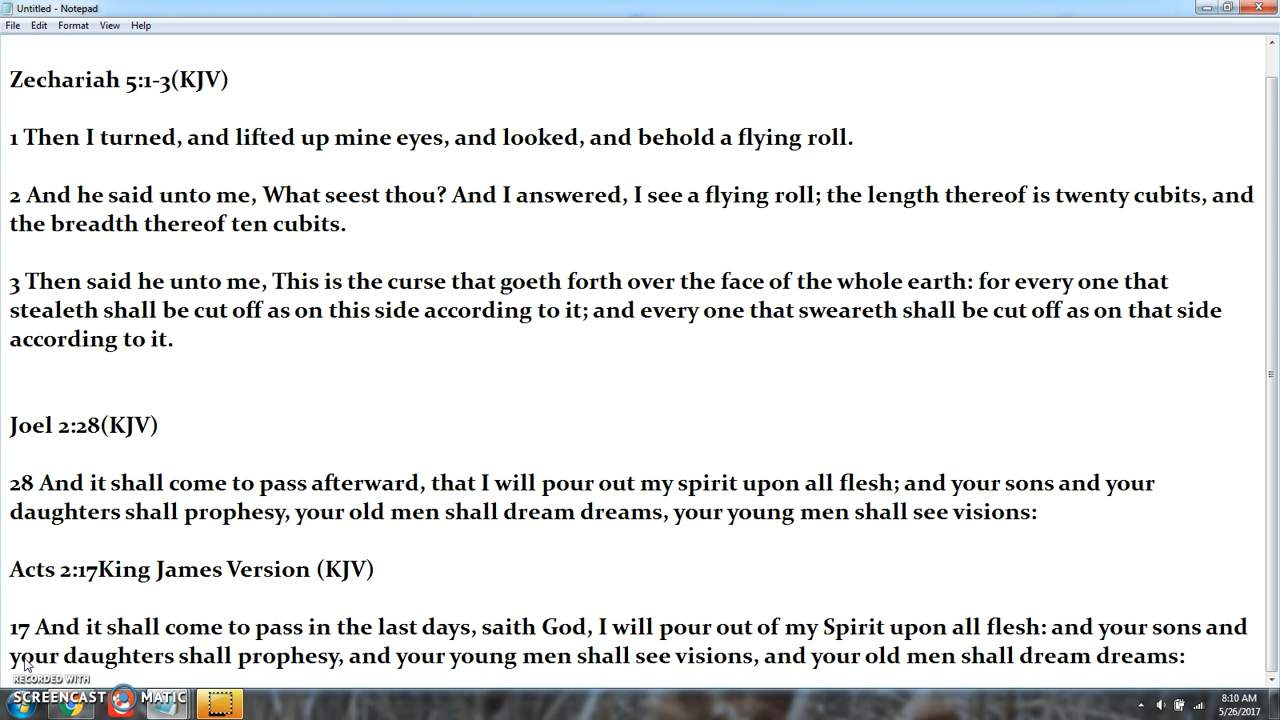 Untitled - Notepad
File Edit Format View Help
Zechariah 5:1-3(KJV)
1 Then I turned, and lifted up mine eyes, and looked, and behold a flying roll.
2 And he said unto me, What seest thou? And I answered, I see a flying roll; the length thereof is twenty cubits, and
the breadth thereof ten cubits.
3 Then said he unto me, This is the curse that goeth forth over the face of the whole earth: for every one that
stealeth shall be cut off as on this side according to it; and every one that sweareth shall be cut off as on that side
according to it.
Joel 2:28(KJV)
28 And it shall come to pass afterward, that I will pour out my spirit upon all flesh; and your sons and your
daughters shall prophesy, your old men shall dream dreams, your young men shall see visions:
Acts 2:17King James Version (KJV)
17 And it shall come to pass in the last days, saith God, I will pour out of my Spirit upon all flesh: and your sons and
your daughters shall prophesy, and your young men shall see visions, and your old men shall dream dreams:
RECORDED WITH
SCREENCAST MATIC
8:10 AM
5/26/2017